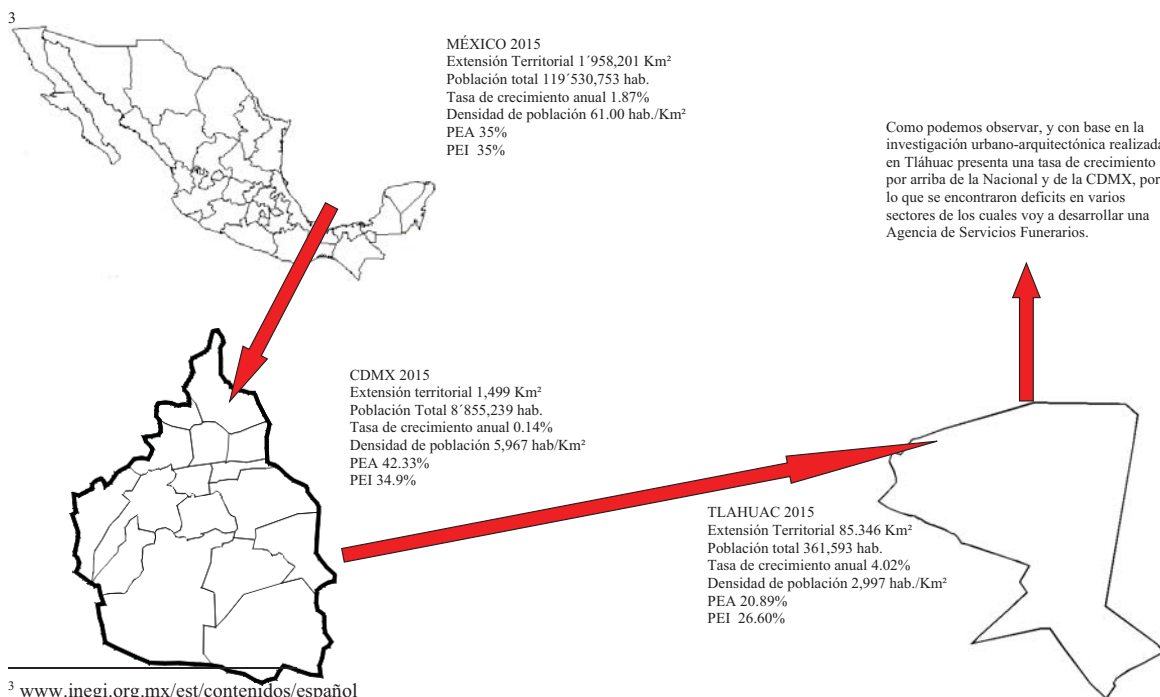 3
MÉXICO 2015
Extensión Territorial 1´958,201 Km²
Población total 119´530,753 hab.
Tasa de crecimiento anual 1.87%
Densidad de población 61.00 hab./Km²
PEA 35%
PEI 35%
Como podemos observar, y con base en la
investigación urbano-arquitectónica realizada
en Tláhuac presenta una tasa de crecimiento
por arriba de la Nacional y de la CDMX, por
lo que se encontraron deficits en varios
sectores de los cuales voy a desarrollar una
Agencia de Servicios Funerarios.
CDMX 2015
Extensión territorial 1,499 Km²
Población Total 8´855,239 hab.
Tasa de crecimiento anual 0.14%
Densidad de población 5,967 hab/Km²
PEA 42.33%
PEI 34.9%
TLAHUAC 2015
Extensión Territorial 85.346 Km²
Población total 361,593 hab.
Tasa de crecimiento anual 4.02%
Densidad de población 2,997 hab./Km²
PEA 20.89%
PEI 26.60%
3 www.inegi.org.mx/est/contenidos/español